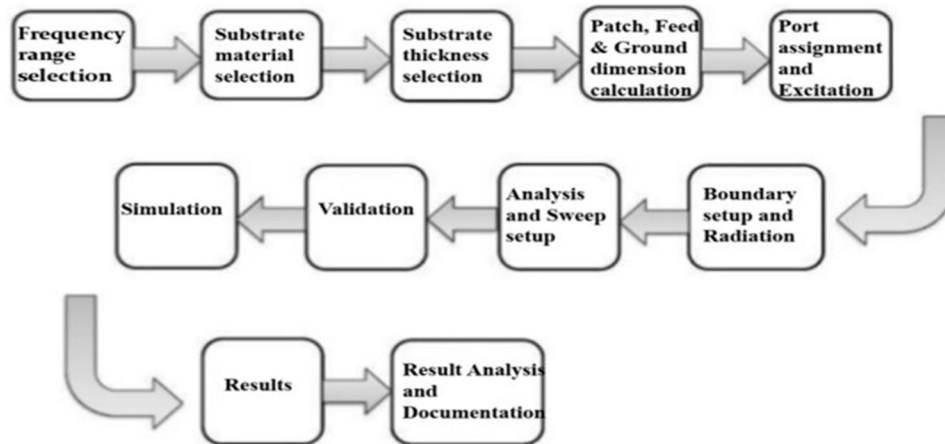 Frequency
range
selection
Substrate
material
selection
Substrate
thickness
selection
Patch, Feed
& Ground
dimension
calculation
Port
assignment
and
Excitation
Simulation
Validation
Analysis
and Sweep
setup
Boundary
setup and
Radiation
Results
Result Analysis
and
Documentation